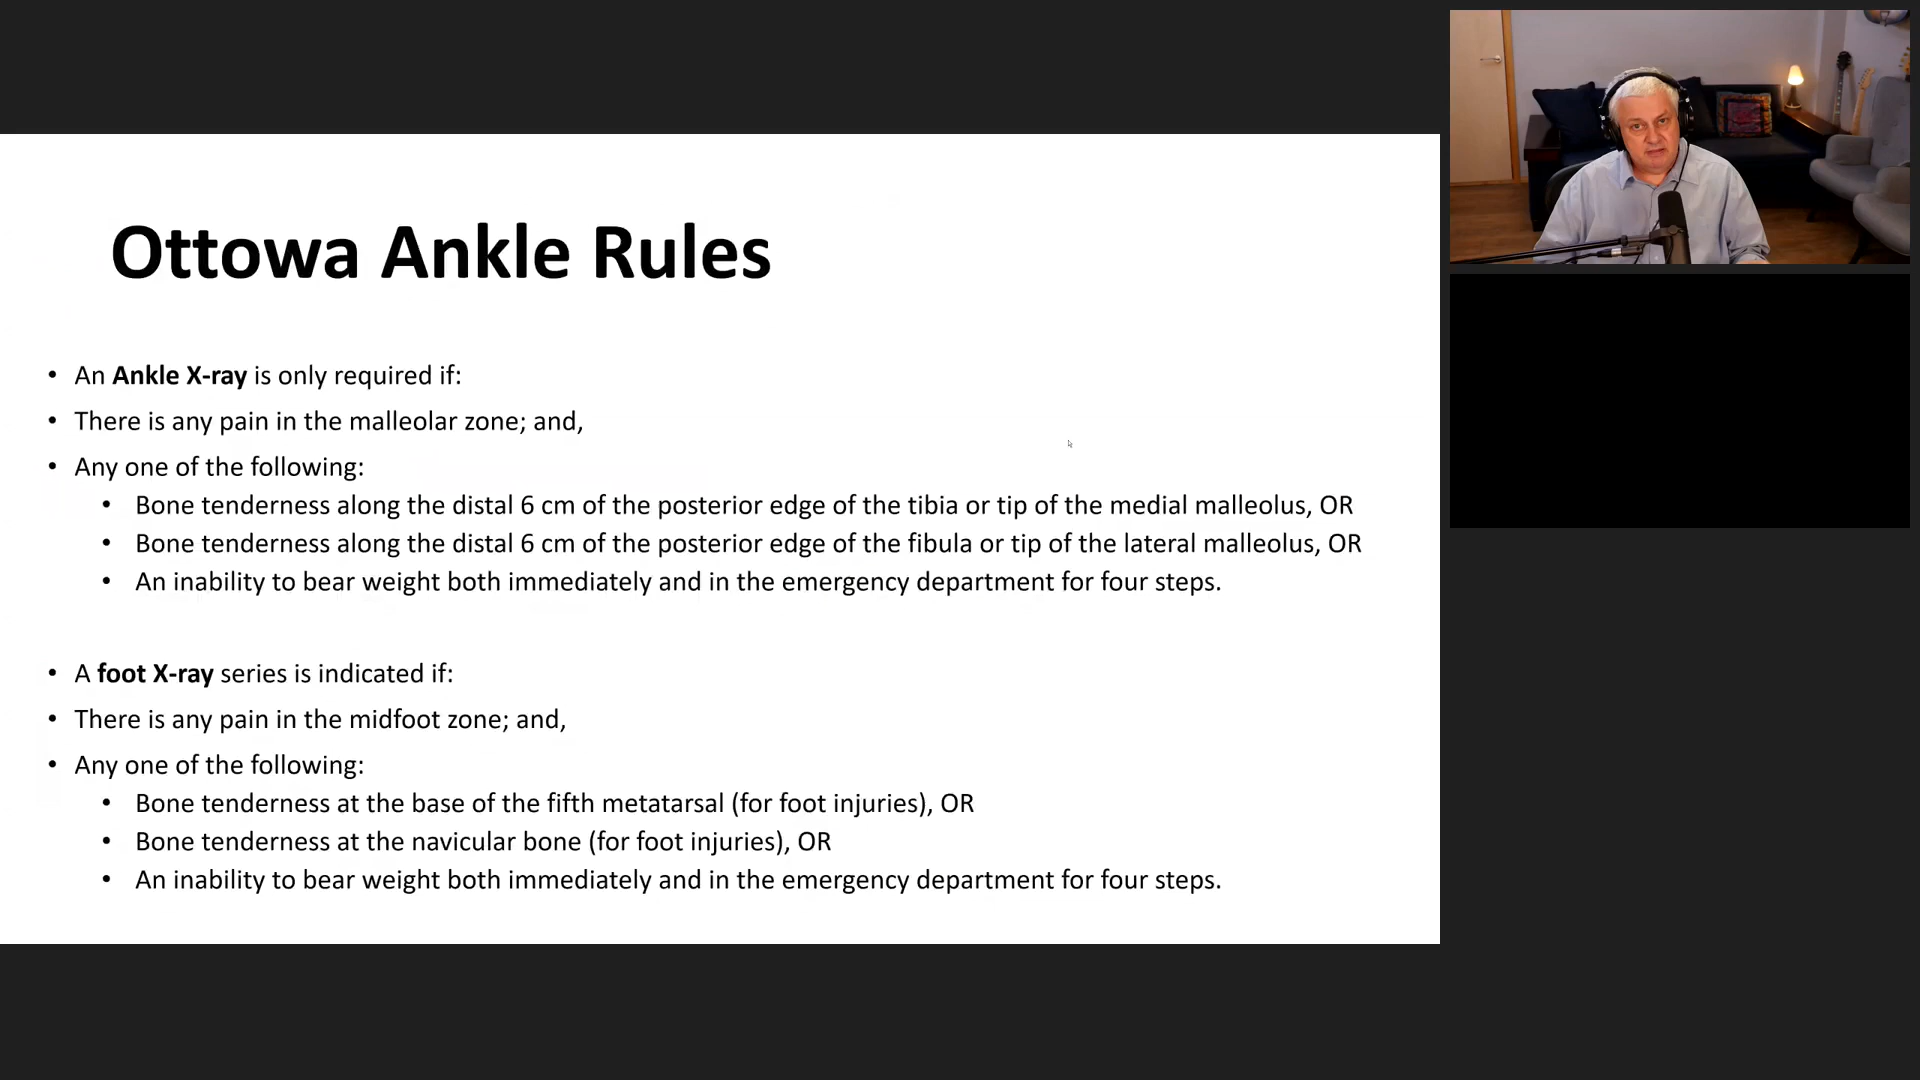 Ottowa Ankle Rules
• An Ankle X-ray is only required if:
• There is any pain in the malleolar zone; and,
• Any one of the following:
• Bone tenderness along the distal 6 cm of the posterior edge of the tibia or tip of the medial malleolus, OR
• Bone tenderness along the distal 6 cm of the posterior edge of the fibula or tip of the lateral malleolus, OR
• An inability to bear weight both immediately and in the emergency department for four steps.
• A foot X-ray series is indicated if:
• There is any pain in the midfoot zone; and,
• Any one of the following:
• Bone tenderness at the base of the fifth metatarsal (for foot injuries), OR
• Bone tenderness at the navicular bone (for foot injuries), OR
• An inability to bear weight both immediately and in the emergency department for four steps.